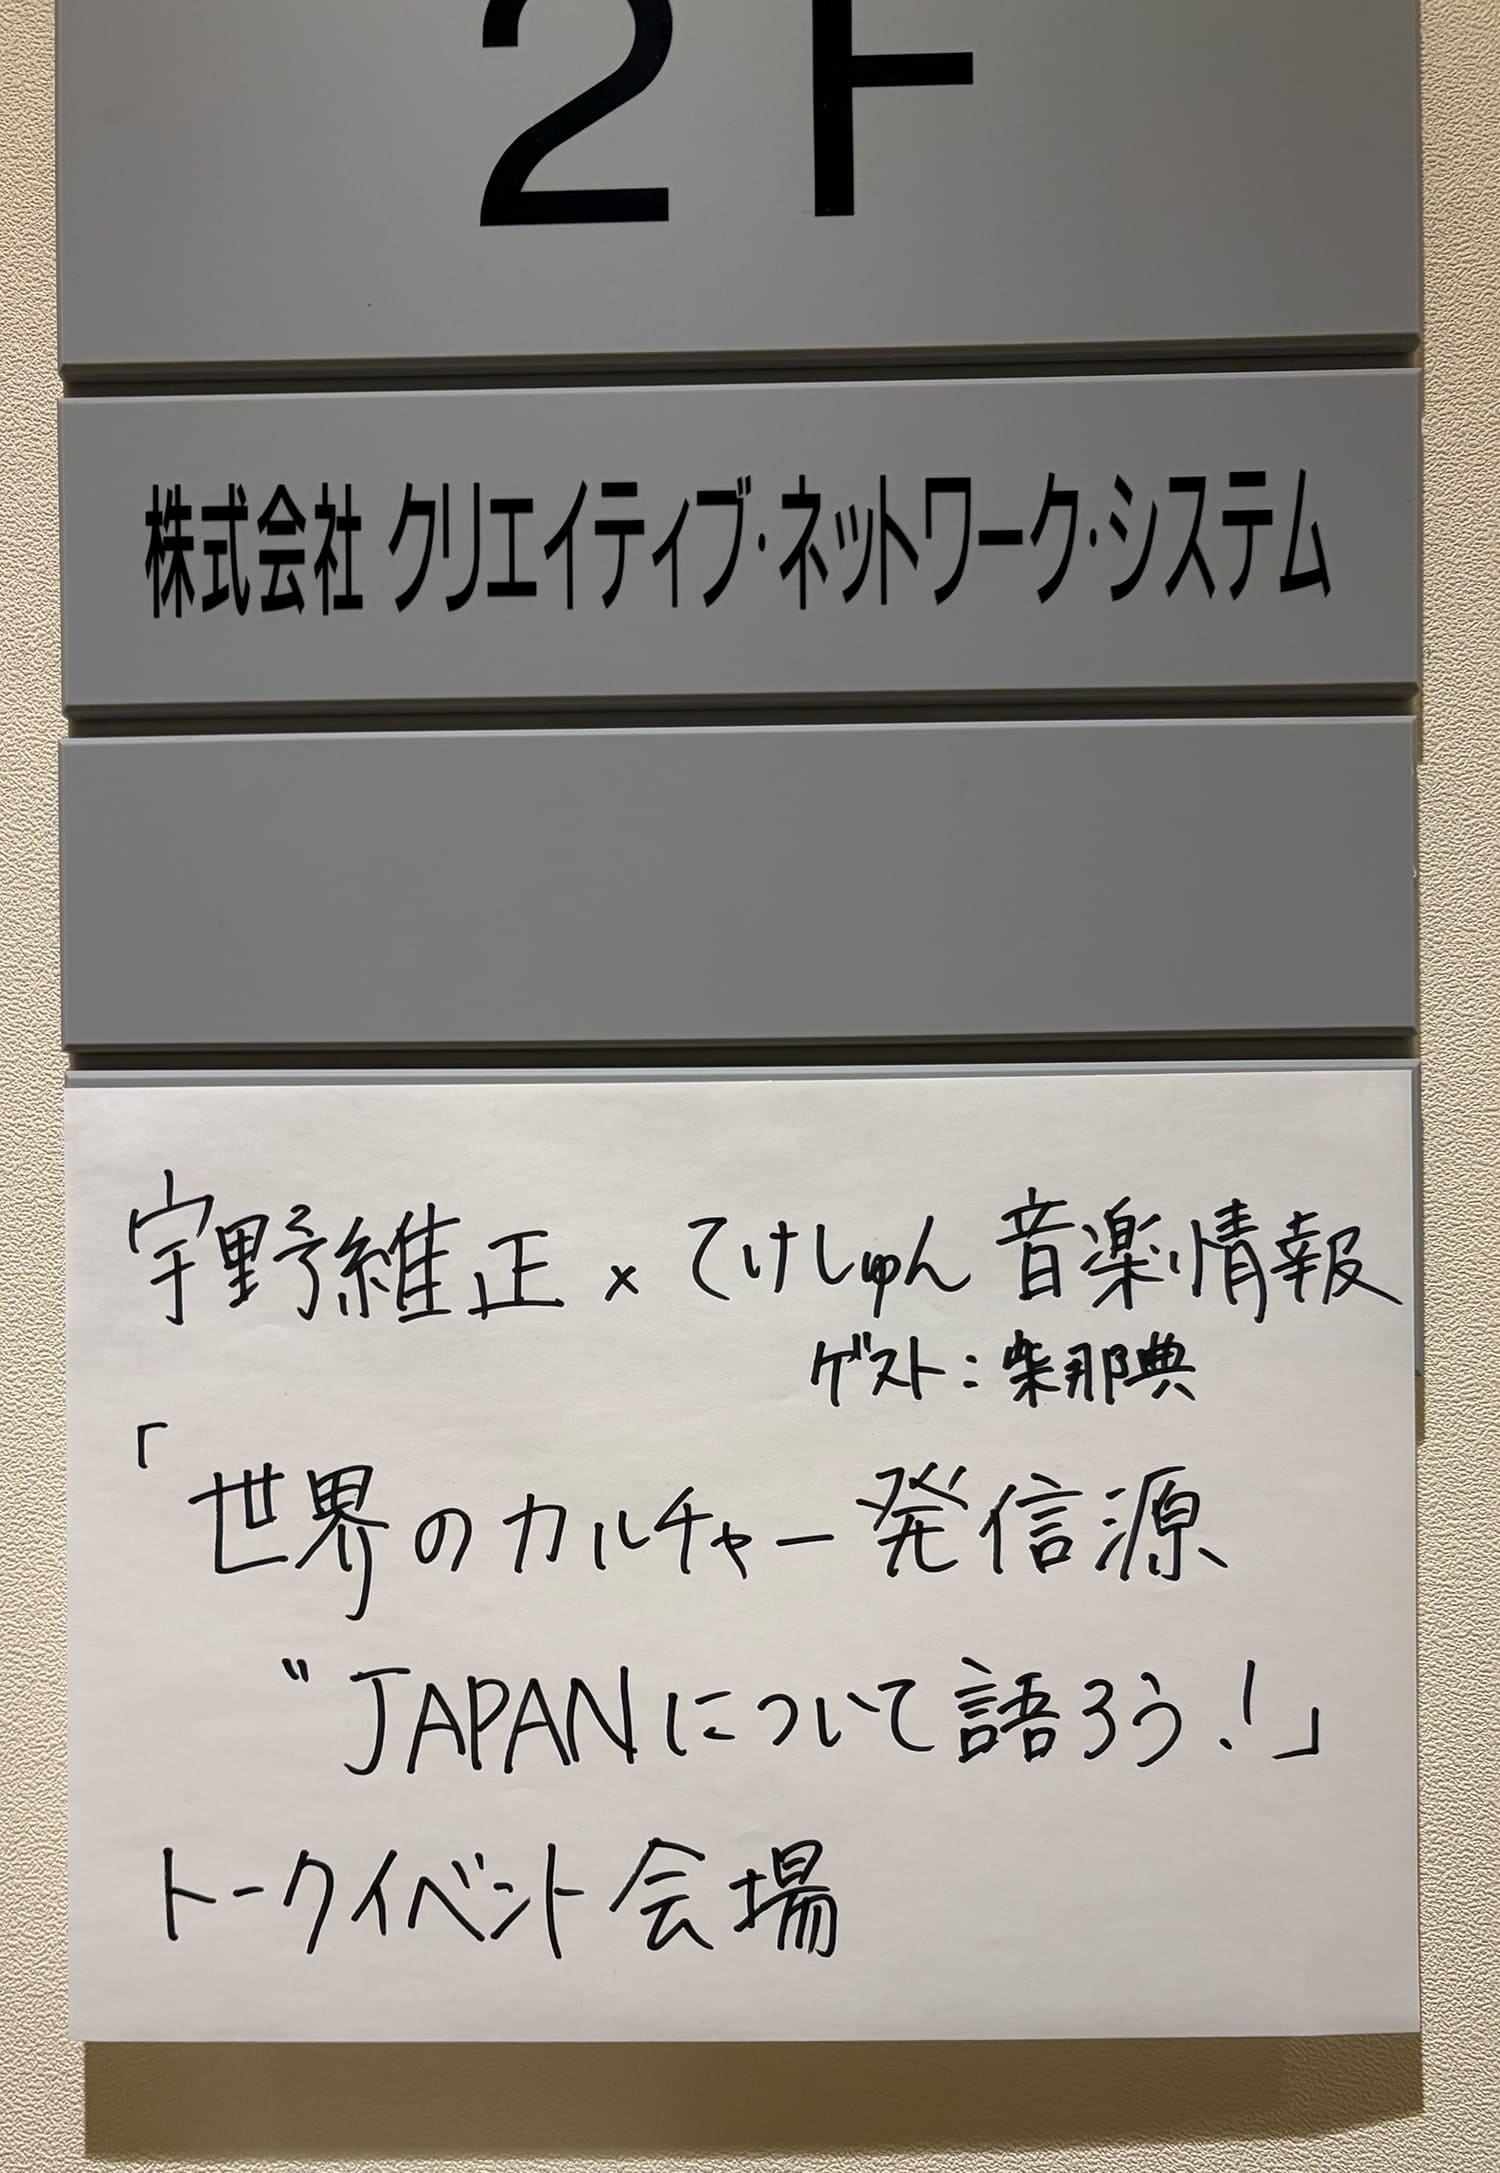 2F
株式会社 クリエイティブ・ネットワーク・システム
宇野維正 × てけしゅん音楽情報
ゲスト：柴那典
「世界のカルチャー発信源
〃JAPANについて語ろう！」
トークイベント会場